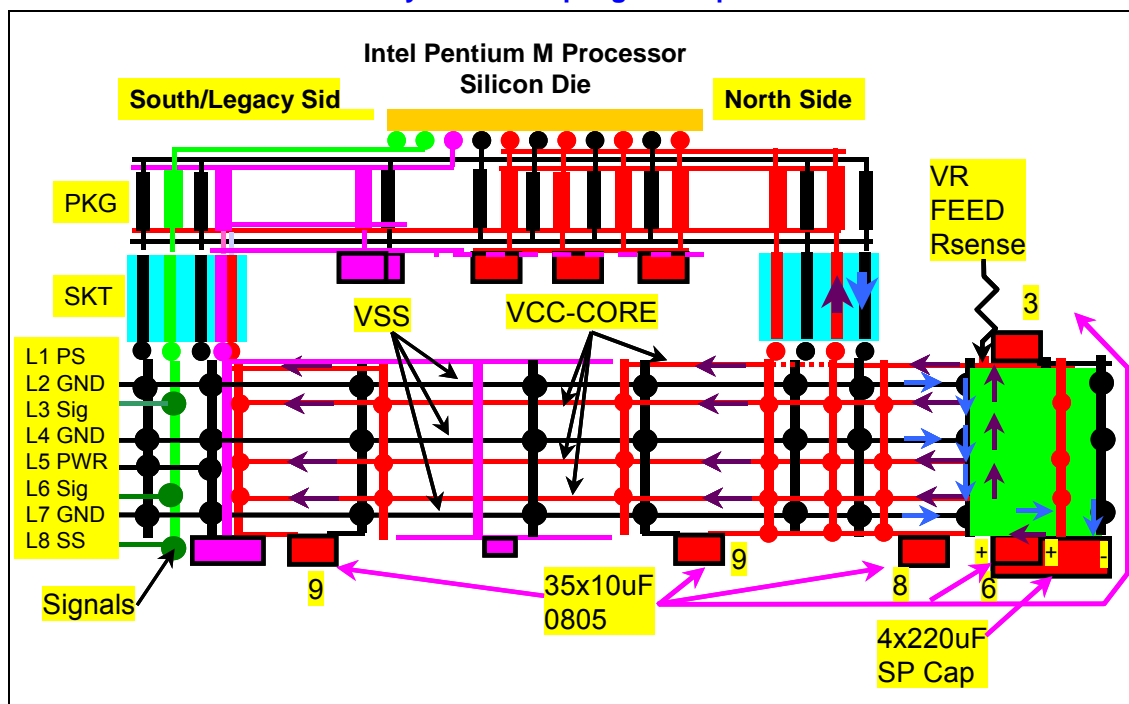 Intel Pentium M Processor
Silicon Die
South/Legacy Sid
North Side
PKG
VR
FEED
Rsense
SKT
3
VSS
VCC-CORE
L1 PS
L2 GND
L3 Sig
L4 GND
L5 PWR
L6 Sig
L7 GND
L8 SS
+
+
-
9
9
8
6
Signals
35x10uF
0805
4x220uF
SP Cap